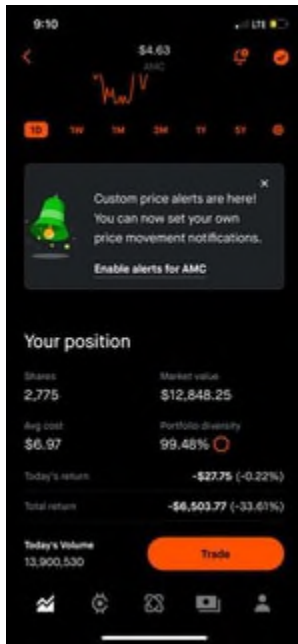 9:10
LTE
$4.63
AMC
1D 1W 1M 3M 1Y 5Y
Custom price alerts are here!
You can now set your own
price movement notifications.
Enable alerts for AMC
Your position
Shares Market value
2,775 $12,848.25
Avg cost Portfolio diversity
$6.97 99.48%
Today's return -$27.75 (-0.22%)
Total return -$6,503.77 (-33.61%)
Today's Volume
13,900,530
Trade